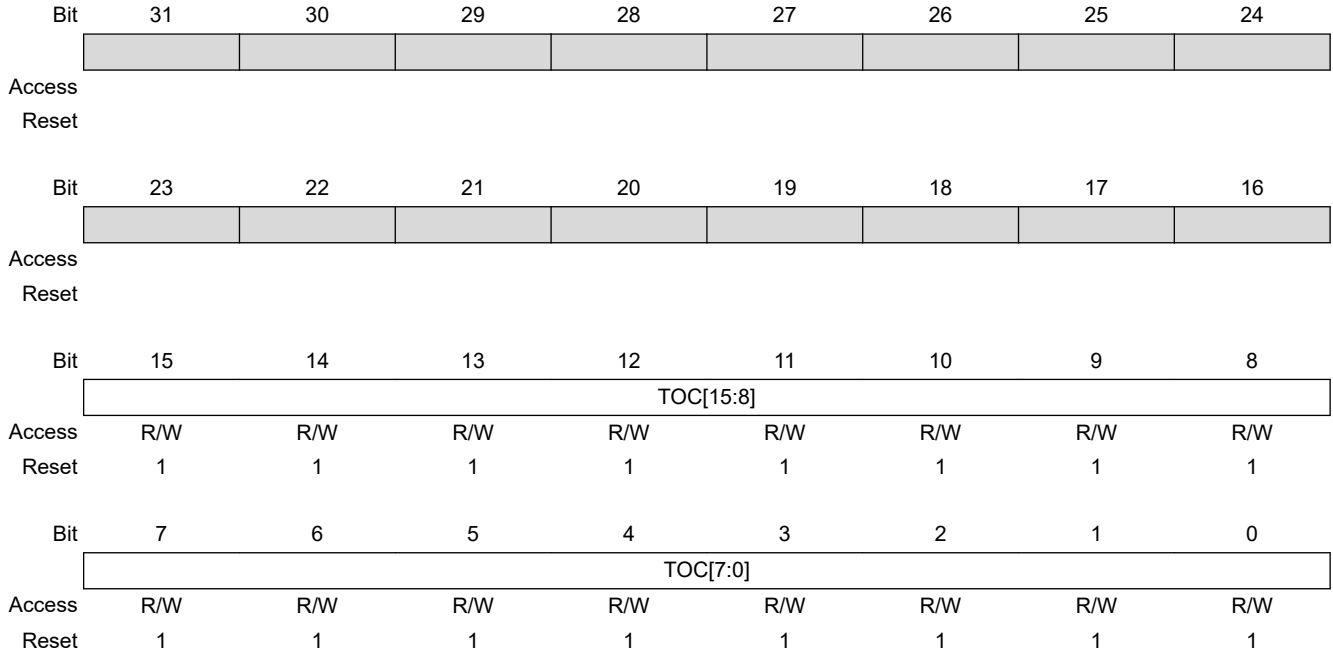 Bit 31 30 29 28 27 26 25 24
Access
Reset
Bit 23 22 21 20 19 18 17 16
Access
Reset
Bit 15 14 13 12 11 10 9 8
TOC[15:8]
Access R/W R/W R/W R/W R/W R/W R/W R/W
Reset 1 1 1 1 1 1 1 1
Bit 7 6 5 4 3 2 1 0
TOC[7:0]
Access R/W R/W R/W R/W R/W R/W R/W R/W
Reset 1 1 1 1 1 1 1 1